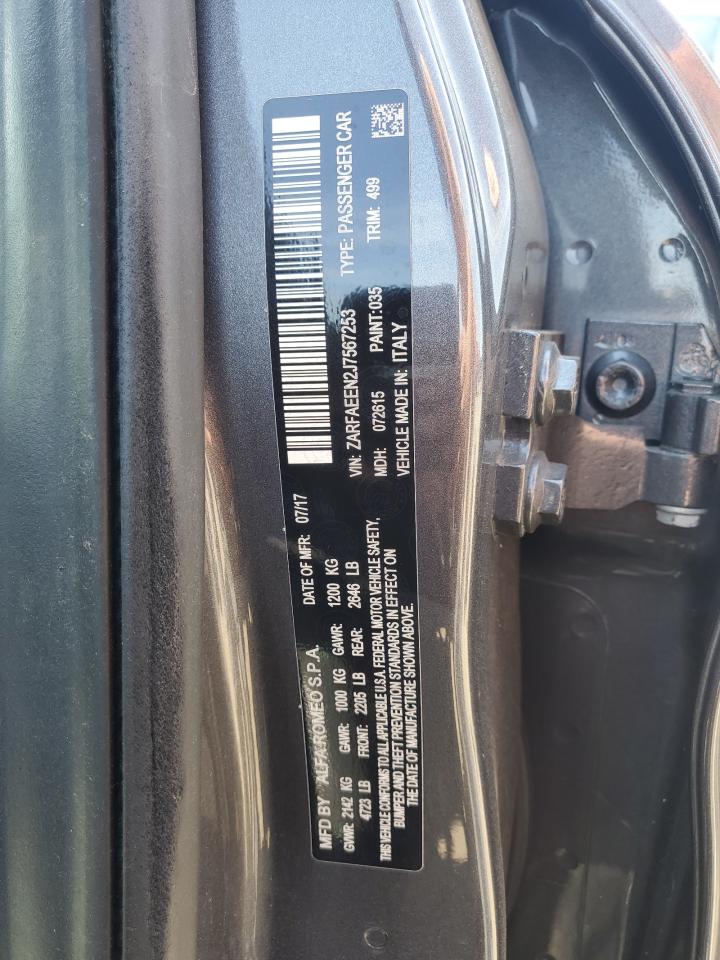 MFD BY ALFA ROMEO S.P.A. DATE OF MFR: 07/17
GVWR: 2142 KG GAWR: 1000 KG GAWR: 1200 KG
4723 LB FRONT: 2205 LB REAR: 2646 LB
THIS VEHICLE CONFORMS TO ALL APPLICABLE U.S.A. FEDERAL MOTOR VEHICLE SAFETY,
BUMPER AND THEFT PREVENTION STANDARDS IN EFFECT ON
THE DATE OF MANUFACTURE SHOWN ABOVE.
VIN: ZARFAEEN2J7567253 TYPE: PASSENGER CAR
MDH: 072615 PAINT:035 TRIM: 499
VEHICLE MADE IN: ITALY